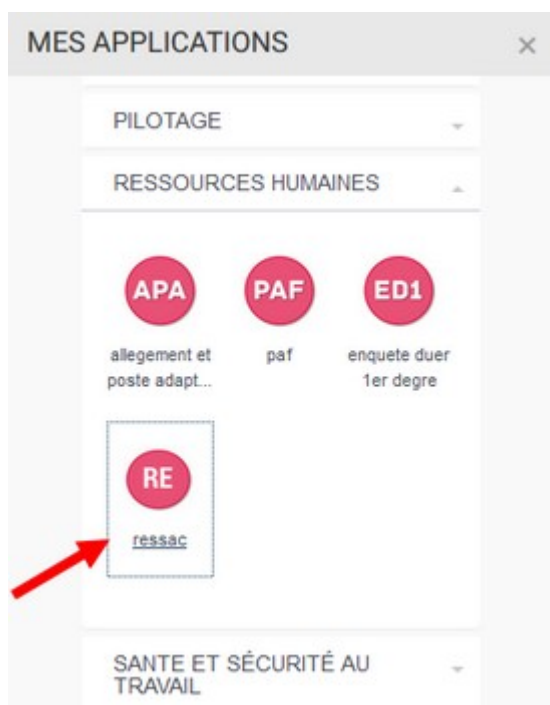 MES APPLICATIONS ×
PILOTAGE
RESSOURCES HUMAINES
APA PAF ED1
allegement et paf enquete duer
poste adapt... 1er degre
RE
ressac
SANTE ET SÉCURITÉ AU
TRAVAIL